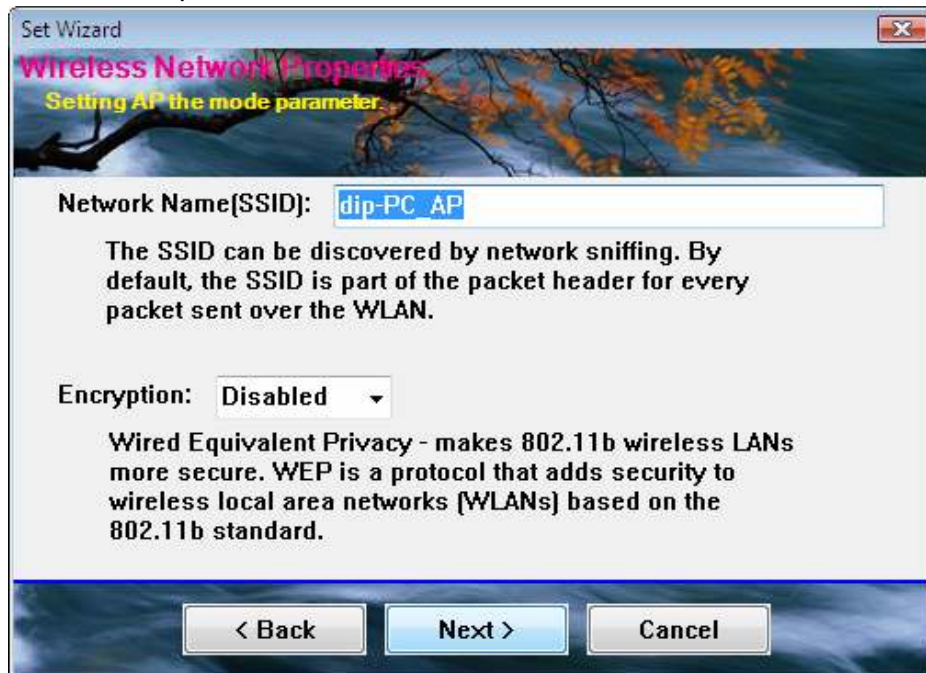 Set Wizard
Wireless Network Properties.
Setting AP the mode parameter.
Network Name(SSID): dip-PC_AP
The SSID can be discovered by network sniffing. By
default, the SSID is part of the packet header for every
packet sent over the WLAN.
Encryption: Disabled
Wired Equivalent Privacy - makes 802.11b wireless LANs
more secure. WEP is a protocol that adds security to
wireless local area networks (WLANs) based on the
802.11b standard.
< Back Next > Cancel